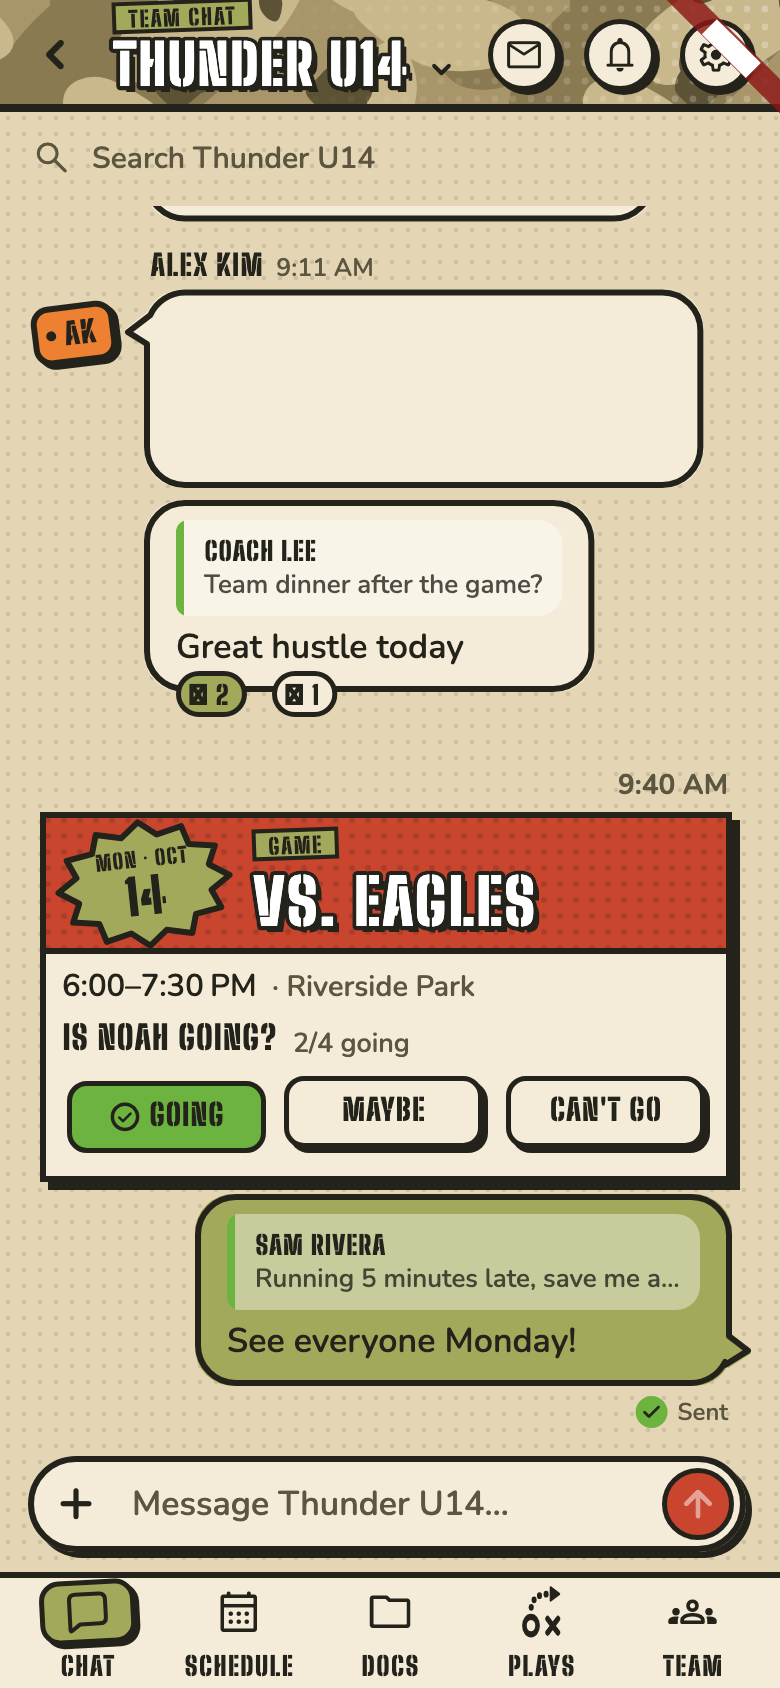 TEAM CHAT
THUNDER U14
Search Thunder U14
ALEX KIM 9:11 AM
AK
COACH LEE
Team dinner after the game?
Great hustle today
2
1
9:40 AM
MON · OCT
14
GAME
VS. EAGLES
6:00–7:30 PM · Riverside Park
IS NOAH GOING? 2/4 going
GOING
MAYBE
CAN'T GO
SAM RIVERA
Running 5 minutes late, save me a...
See everyone Monday!
Sent
Message Thunder U14...
CHAT
SCHEDULE
DOCS
PLAYS
TEAM